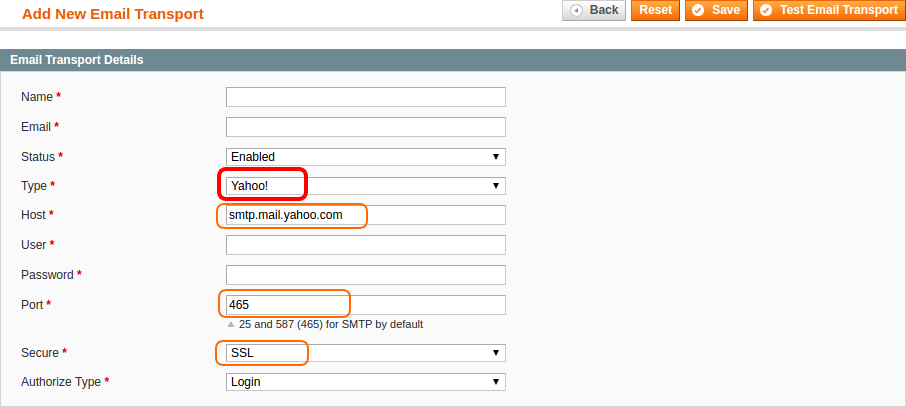 Add New Email Transport
Back Reset Save Test Email Transport
Email Transport Details
Name *
Email *
Status * Enabled
Type * Yahoo!
Host * smtp.mail.yahoo.com
User *
Password *
Port * 465
25 and 587 (465) for SMTP by default
Secure * SSL
Authorize Type * Login